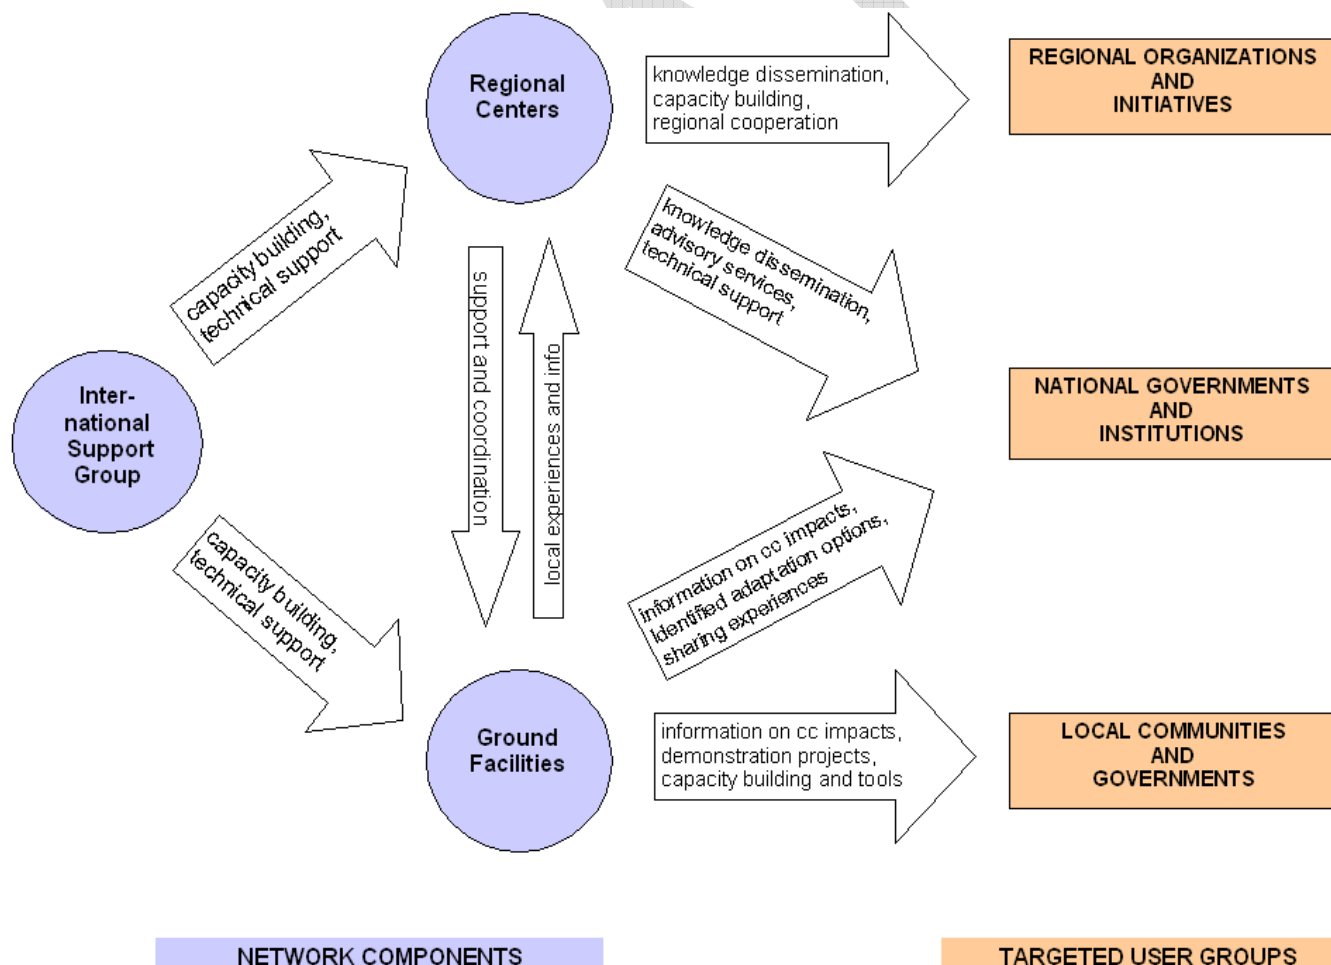 Regional
Centers
knowledge dissemination,
capacity building,
regional cooperation
REGIONAL ORGANIZATIONS
AND
INITIATIVES
capacity building,
technical support
knowledge dissemination,
advisory services,
technical support
support and coordination
local experiences and info
Inter-
national
Support
Group
NATIONAL GOVERNMENTS
AND
INSTITUTIONS
capacity building,
technical support
information on cc impacts,
Identified adaptation options,
sharing experiences
Ground
Facilities
information on cc impacts,
demonstration projects,
capacity building and tools
LOCAL COMMUNITIES
AND
GOVERNMENTS
NETWORK COMPONENTS
TARGETED USER GROUPS